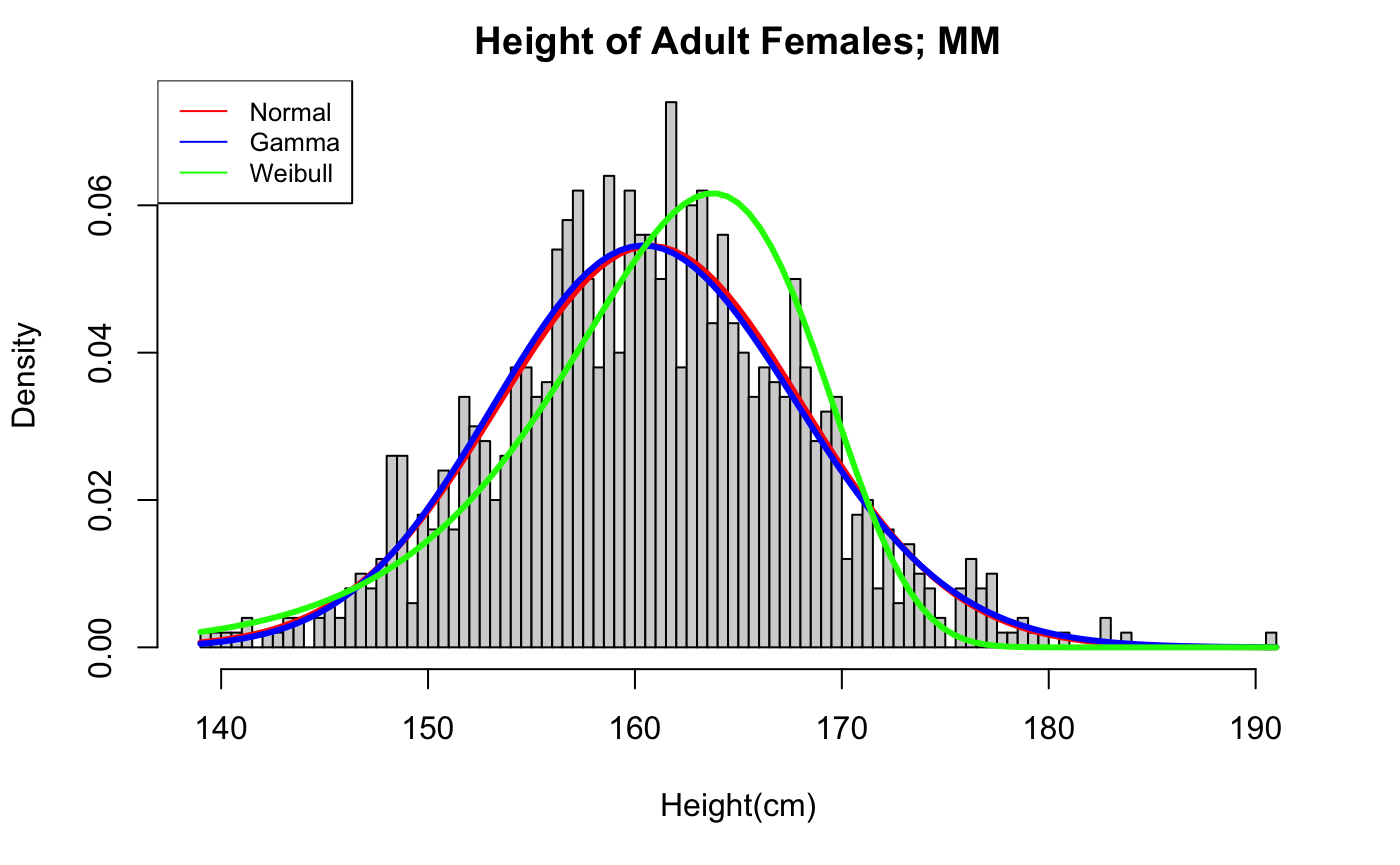 Height of Adult Females; MM
Normal
Gamma
Weibull
Density
0.06
0.04
0.02
0.00
140 150 160 170 180 190
Height(cm)